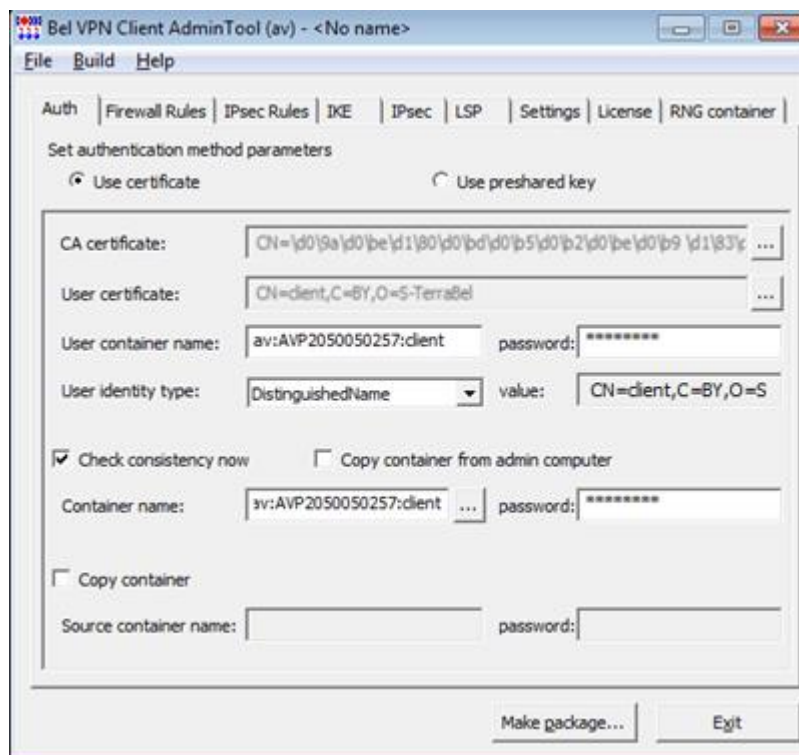 Bel VPN Client AdminTool (av) - <No name>
File Build Help
Auth Firewall Rules IPsec Rules IKE IPsec LSP Settings License RNG container
Set authentication method parameters
Use certificate Use preshared key
CA certificate: CN=\d0\9a\d0\be\d1\80\d0\bd\d0\b5\d0\b2\d0\be\d0\b9 \d1\83\ ...
User certificate: CN=client,C=BY,O=S-TerraBel ...
User container name: av:AVP2050050257:client password: ********
User identity type: DistinguishedName value: CN=client,C=BY,O=S
Check consistency now Copy container from admin computer
Container name: av:AVP2050050257:client ... password: ********
Copy container
Source container name: password:
Make package... Exit